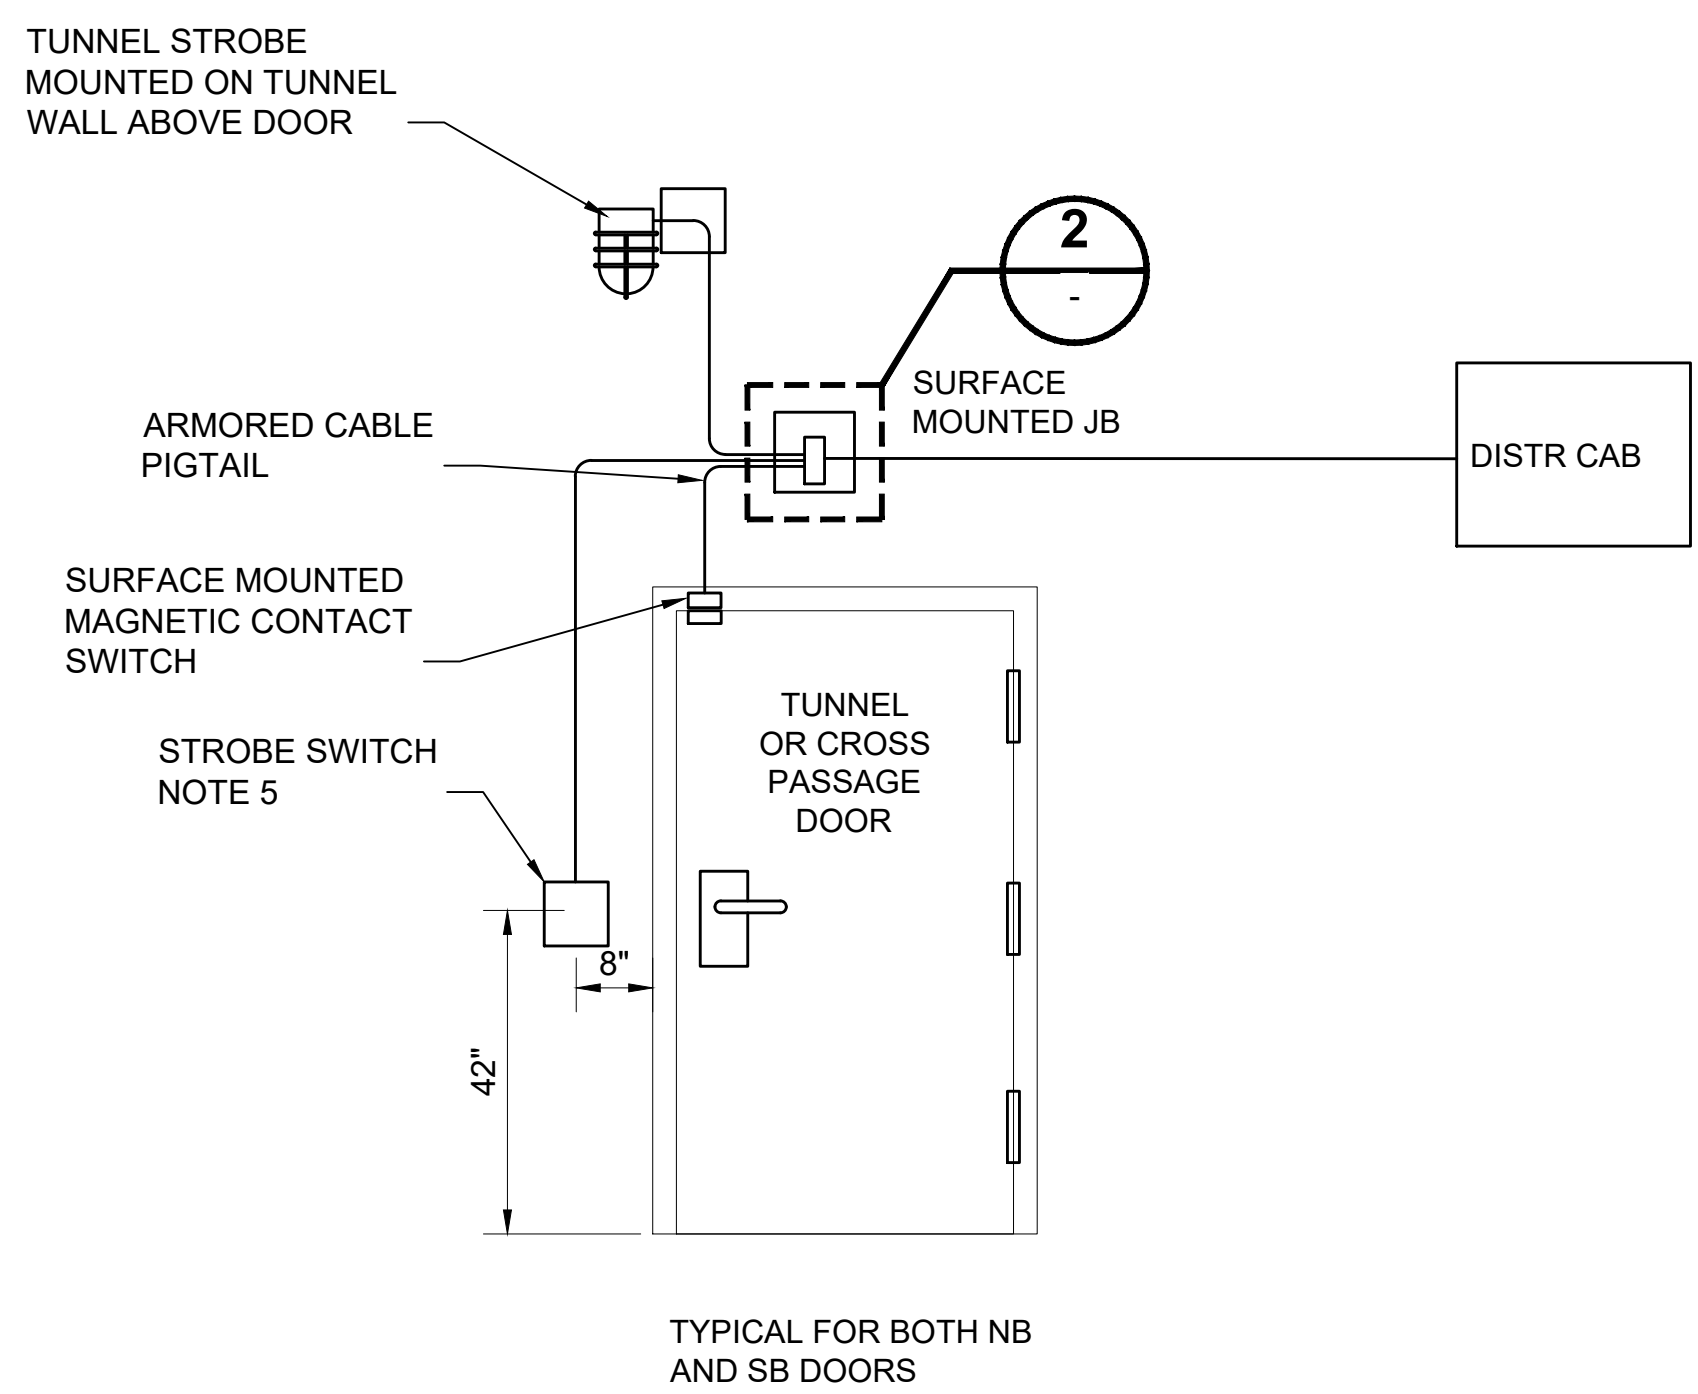 TUNNEL STROBE
MOUNTED ON TUNNEL
WALL ABOVE DOOR
2
-
SURFACE
MOUNTED JB
DISTR CAB
ARMORED CABLE
PIGTAIL
SURFACE MOUNTED
MAGNETIC CONTACT
SWITCH
TUNNEL
OR CROSS
PASSAGE
DOOR
STROBE SWITCH
NOTE 5
8"
42"
TYPICAL FOR BOTH NB
AND SB DOORS